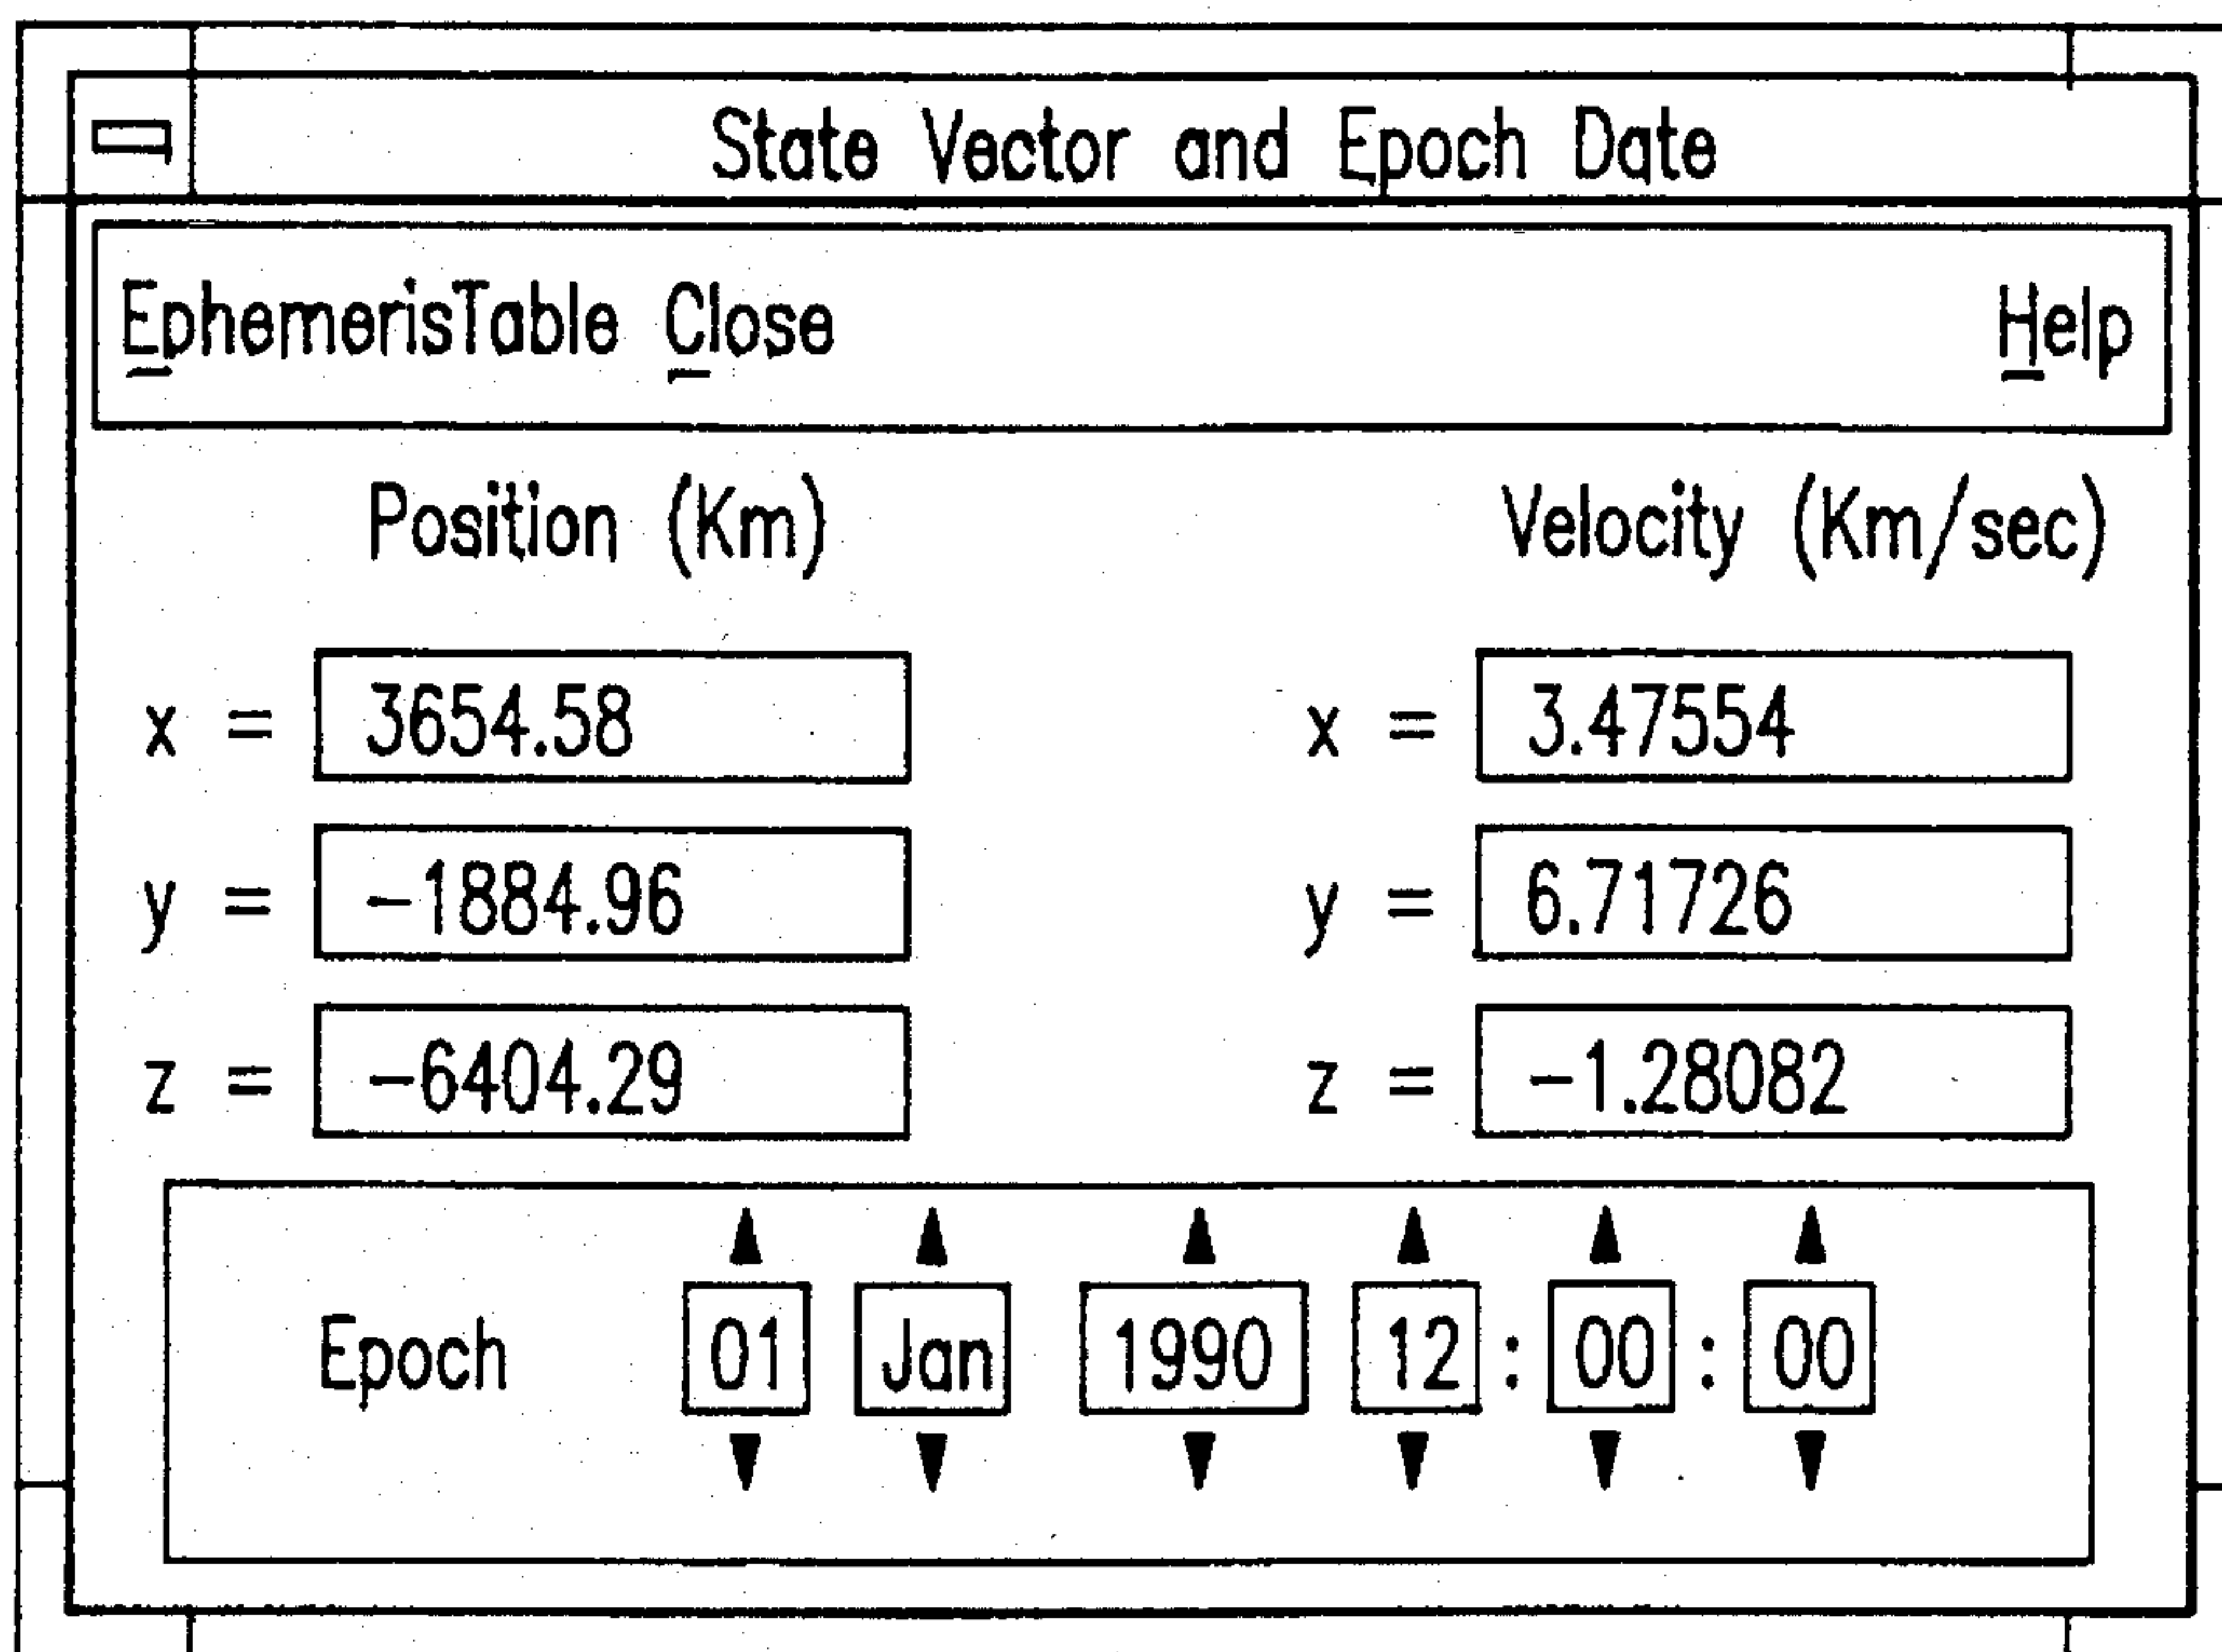 State Vector and Epoch Date
EphemerisTable Close Help
Position (Km) Velocity (Km/sec)
x = 3654.58 x = 3.47554
y = -1884.96 y = 6.71726
z = -6404.29 z = -1.28082
Epoch 01 Jan 1990 12 : 00 : 00